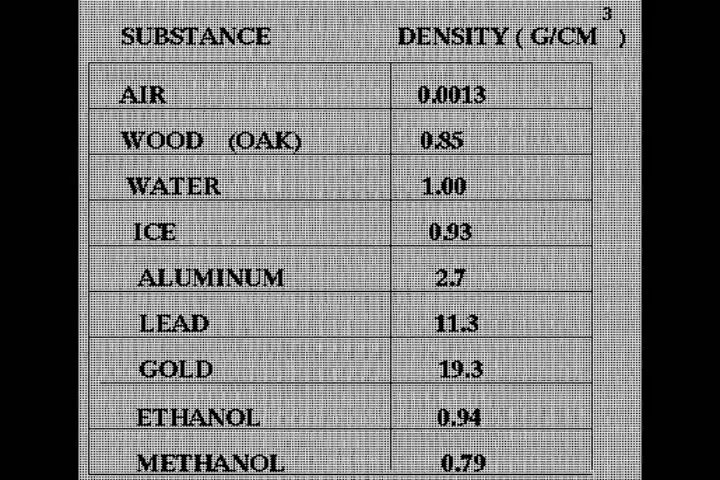 SUBSTANCE DENSITY ( G/CM³ )
AIR 0.0013
WOOD (OAK) 0.85
WATER 1.00
ICE 0.93
ALUMINUM 2.7
LEAD 11.3
GOLD 19.3
ETHANOL 0.94
METHANOL 0.79